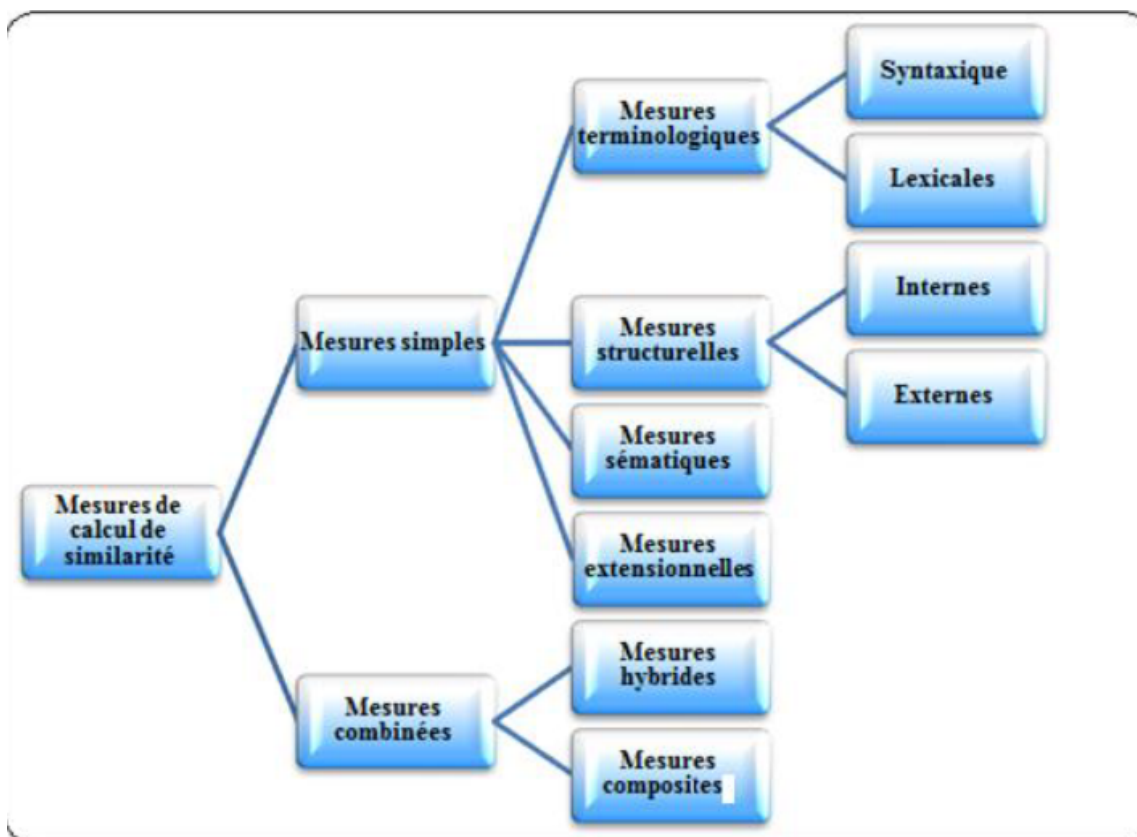 Syntaxique
Mesures
terminologiques
Lexicales
Internes
Mesures simples
Mesures
structurelles
Externes
Mesures
sématiques
Mesures de
calcul de
similarité
Mesures
extensionnelles
Mesures
hybrides
Mesures
combinées
Mesures
composites